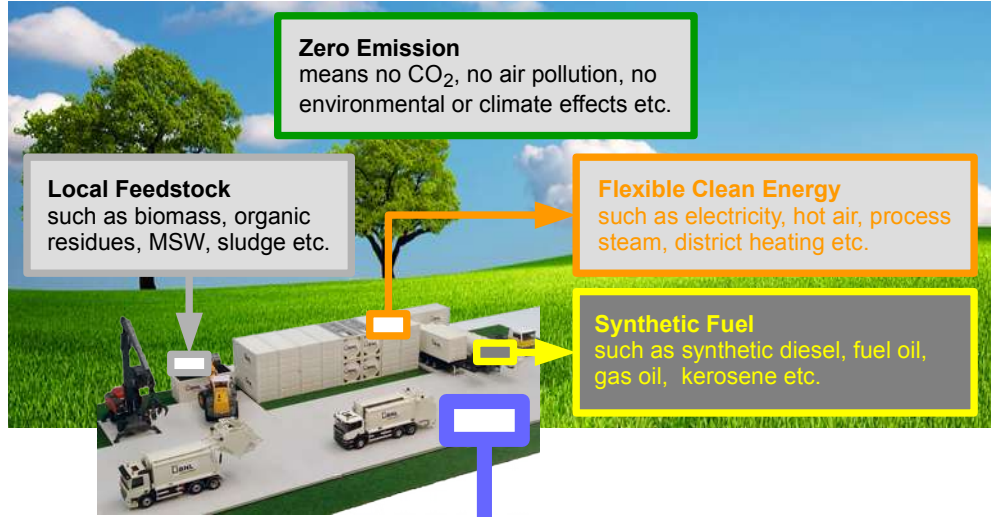 Zero Emission
means no CO₂, no air pollution, no
environmental or climate effects etc.
Local Feedstock
such as biomass, organic
residues, MSW, sludge etc.
Flexible Clean Energy
such as electricity, hot air, process
steam, district heating etc.
Synthetic Fuel
such as synthetic diesel, fuel oil,
gas oil, kerosene etc.
BNL
BNL